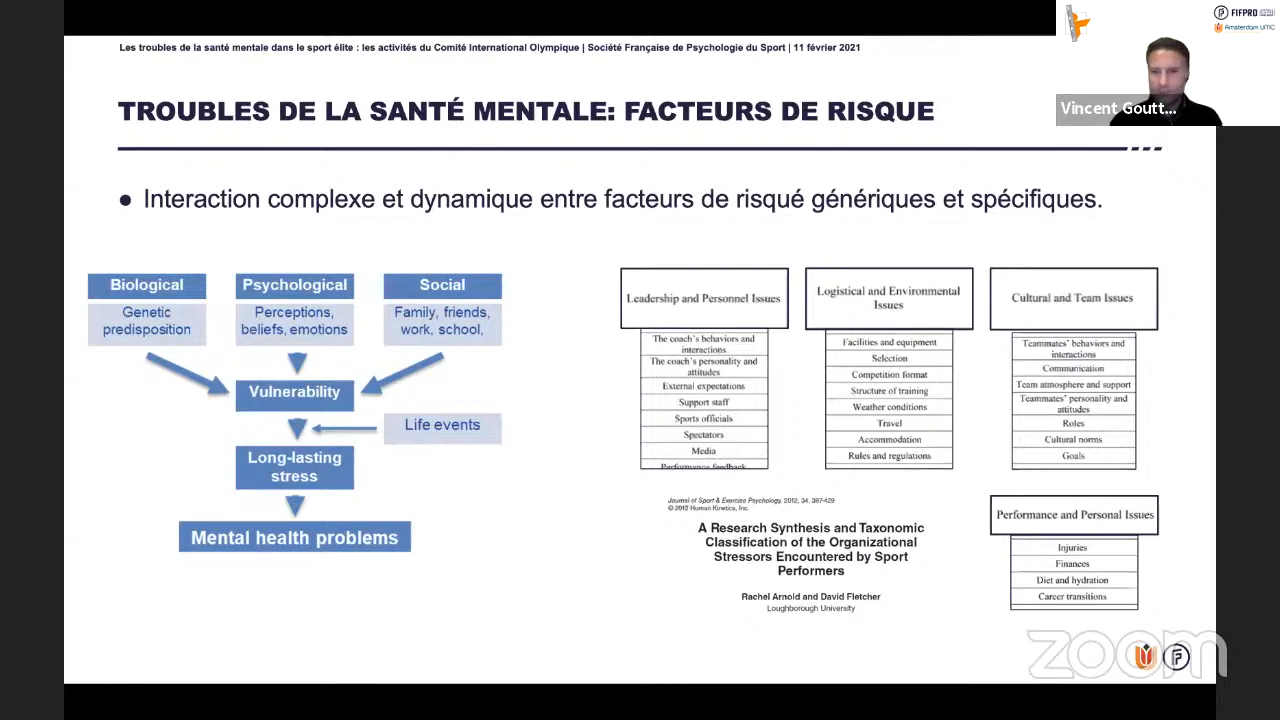 Les troubles de la santé mentale dans le sport élite : les activités du Comité International Olympique | Société Française de Psychologie du Sport | 11 février 2021
FIFPRO
Amsterdam UMC
Vincent Goutt...
TROUBLES DE LA SANTÉ MENTALE: FACTEURS DE RISQUE
● Interaction complexe et dynamique entre facteurs de risqué génériques et spécifiques.
Biological
Genetic
predisposition
Psychological
Perceptions,
beliefs, emotions
Social
Family, friends,
work, school,
Vulnerability
Life events
Long-lasting
stress
Mental health problems
Leadership and Personnel Issues
The coach's behaviors and
interactions
The coach's personality and
attitudes
External expectations
Support staff
Sports officials
Spectators
Media
Performance feedback
Logistical and Environmental
Issues
Facilities and equipment
Selection
Competition format
Structure of training
Weather conditions
Travel
Accommodation
Rules and regulations
Cultural and Team Issues
Teammates' behaviors and
interactions
Communication
Team atmosphere and support
Teammates' personality and
attitudes
Roles
Cultural norms
Goals
Journal of Sport & Exercise Psychology, 2012, 34, 397-429
© 2012 Human Kinetics, Inc.
A Research Synthesis and Taxonomic
Classification of the Organizational
Stressors Encountered by Sport
Performers
Rachel Arnold and David Fletcher
Loughborough University
Performance and Personal Issues
Injuries
Finances
Diet and hydration
Career transitions
zoom